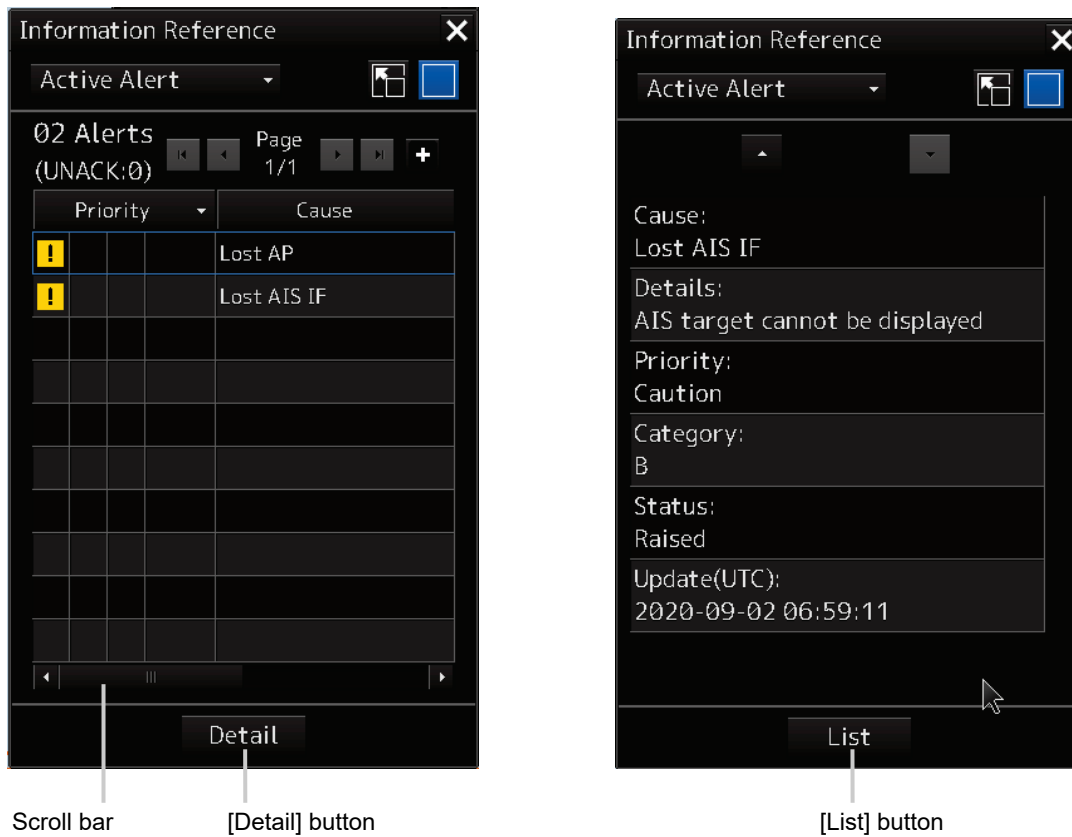 Information Reference
Active Alert
02 Alerts
(UNACK:0)
Page
1/1
Priority
Cause
Lost AP
Lost AIS IF
Detail
Scroll bar
[Detail] button
Information Reference
Active Alert
Cause:
Lost AIS IF
Details:
AIS target cannot be displayed
Priority:
Caution
Category:
B
Status:
Raised
Update(UTC):
2020-09-02 06:59:11
List
[List] button